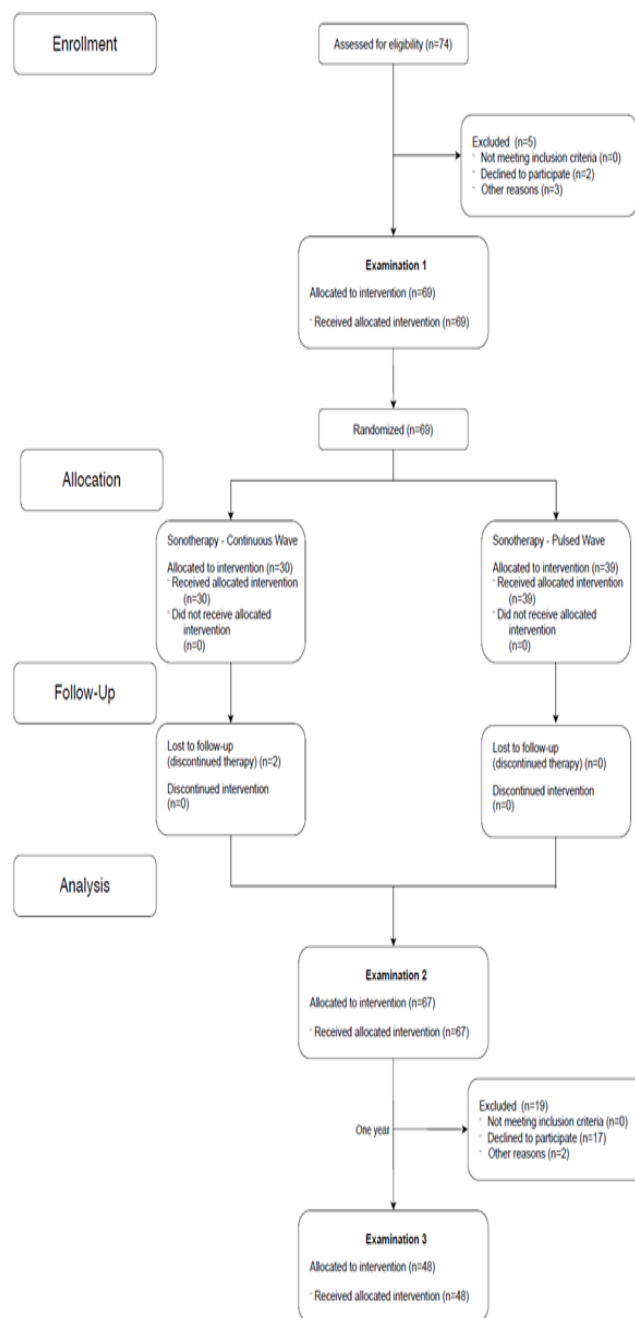 Enrollment
Assessed for eligibility (n=74)
Excluded (n=5)
- Not meeting inclusion criteria (n=0)
- Declined to participate (n=2)
- Other reasons (n=3)
Examination 1
Allocated to intervention (n=69)
- Received allocated intervention (n=69)
Randomized (n=69)
Allocation
Sonotherapy - Continuous Wave
Allocated to intervention (n=30)
- Received allocated intervention
(n=30)
- Did not receive allocated
intervention
(n=0)
Sonotherapy - Pulsed Wave
Allocated to intervention (n=39)
- Received allocated intervention
(n=39)
- Did not receive allocated
intervention
(n=0)
Follow-Up
Lost to follow-up
(discontinued therapy) (n=2)
Discontinued intervention
(n=0)
Lost to follow-up
(discontinued therapy) (n=0)
Discontinued intervention
(n=0)
Analysis
Examination 2
Allocated to intervention (n=67)
- Received allocated intervention (n=67)
One year
Excluded (n=19)
- Not meeting inclusion criteria (n=0)
- Declined to participate (n=17)
- Other reasons (n=2)
Examination 3
Allocated to intervention (n=48)
- Received allocated intervention (n=48)